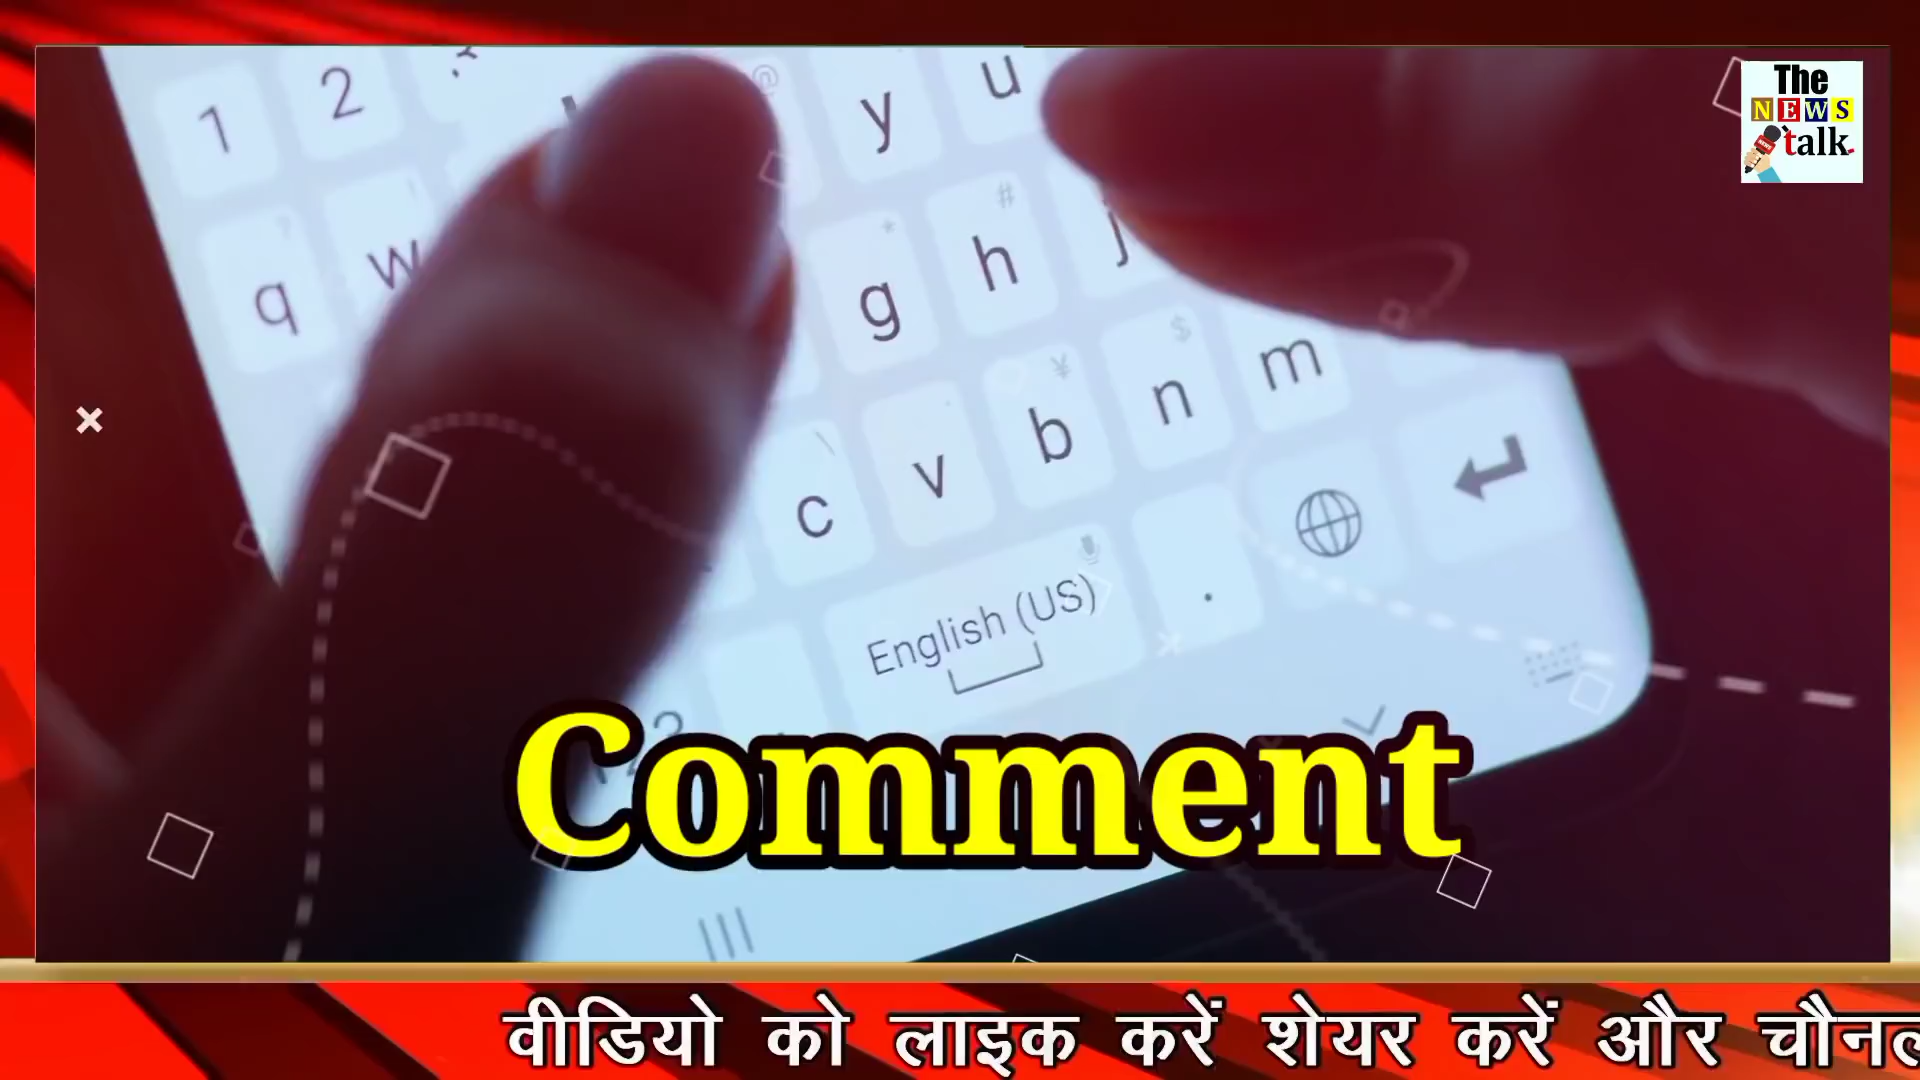 The
NEWS
talk
1 2
@
y u
q w
* #
g h j
¥ $
c v b n m
English (US) .
Comment
वीडियो को लाइक करें शेयर करें और चौनल